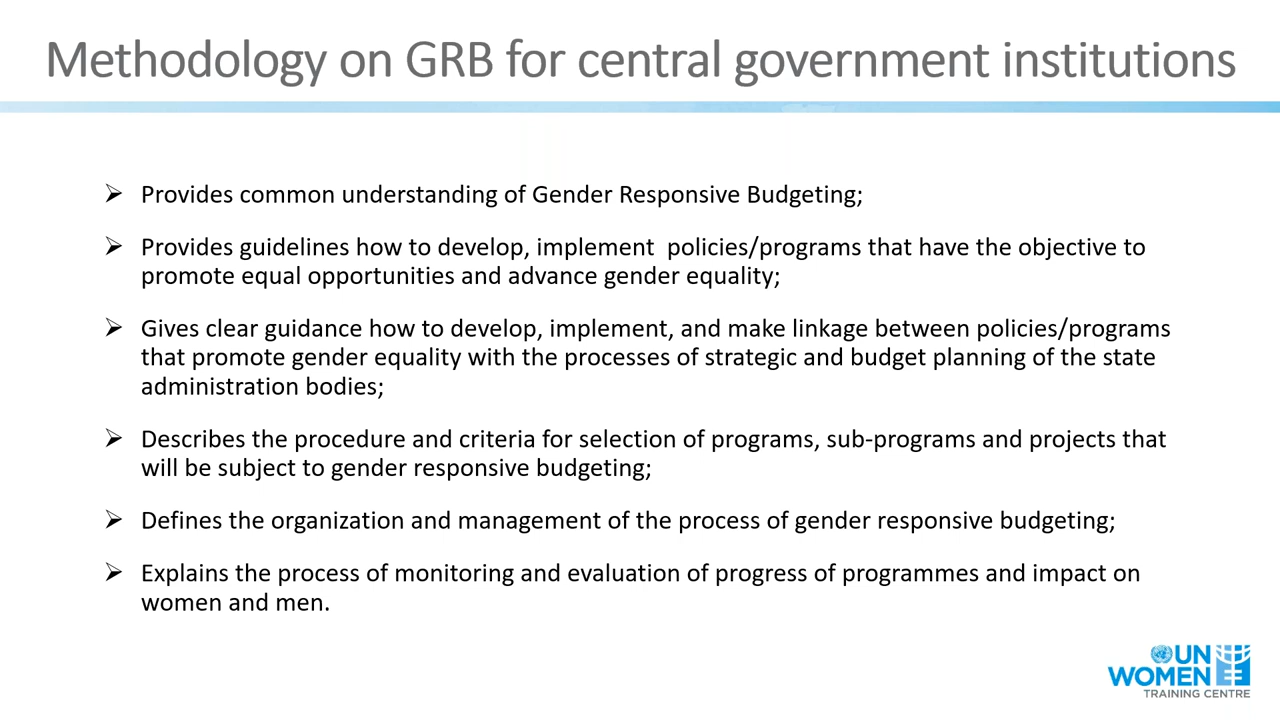 Methodology on GRB for central government institutions
➢ Provides common understanding of Gender Responsive Budgeting;
➢ Provides guidelines how to develop, implement  policies/programs that have the objective to
promote equal opportunities and advance gender equality;
➢ Gives clear guidance how to develop, implement, and make linkage between policies/programs
that promote gender equality with the processes of strategic and budget planning of the state
administration bodies;
➢ Describes the procedure and criteria for selection of programs, sub-programs and projects that
will be subject to gender responsive budgeting;
➢ Defines the organization and management of the process of gender responsive budgeting;
➢ Explains the process of monitoring and evaluation of progress of programmes and impact on
women and men.
UN
WOMEN
TRAINING CENTRE